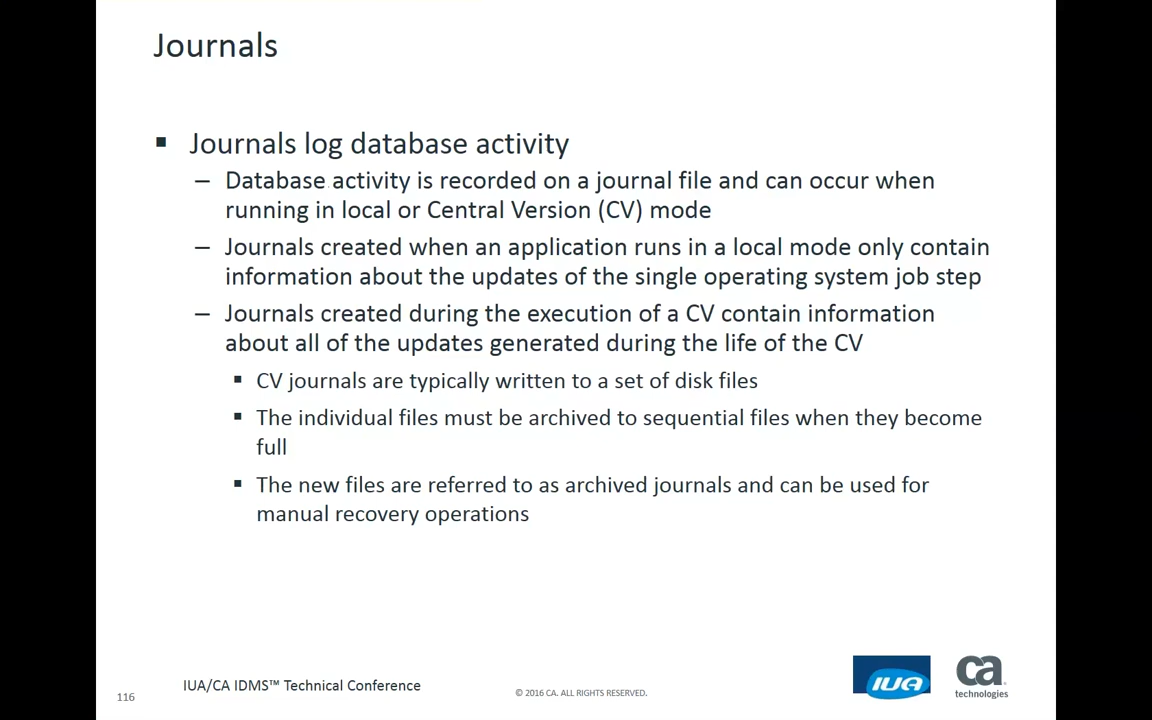 Journals
▪ Journals log database activity
– Database activity is recorded on a journal file and can occur when
running in local or Central Version (CV) mode
– Journals created when an application runs in a local mode only contain
information about the updates of the single operating system job step
– Journals created during the execution of a CV contain information
about all of the updates generated during the life of the CV
▪ CV journals are typically written to a set of disk files
▪ The individual files must be archived to sequential files when they become
full
▪ The new files are referred to as archived journals and can be used for
manual recovery operations
116
IUA/CA IDMS™ Technical Conference
© 2016 CA. ALL RIGHTS RESERVED.
IUA
ca
technologies